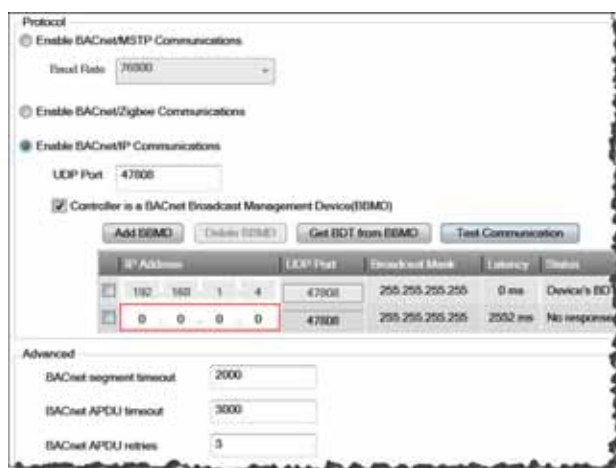 Protocol
Enable BACnet/MSTP Communications
Baud Rate 76800
Enable BACnet/Zigbee Communications
Enable BACnet/IP Communications
UDP Port 47808
Controller is a BACnet Broadcast Management Device(BBMD)
Add BBMD Delete BBMD Get BDT from BBMD Test Communication
IP Address UDP Port Broadcast Mask Latency Status
192 . 168 . 1 . 4 47808 255.255.255.255 0 ms Device's BD
0 . 0 . 0 . 0 47808 255.255.255.255 2552 ms No response
Advanced
BACnet segment timeout 2000
BACnet APDU timeout 3000
BACnet APDU retries 3